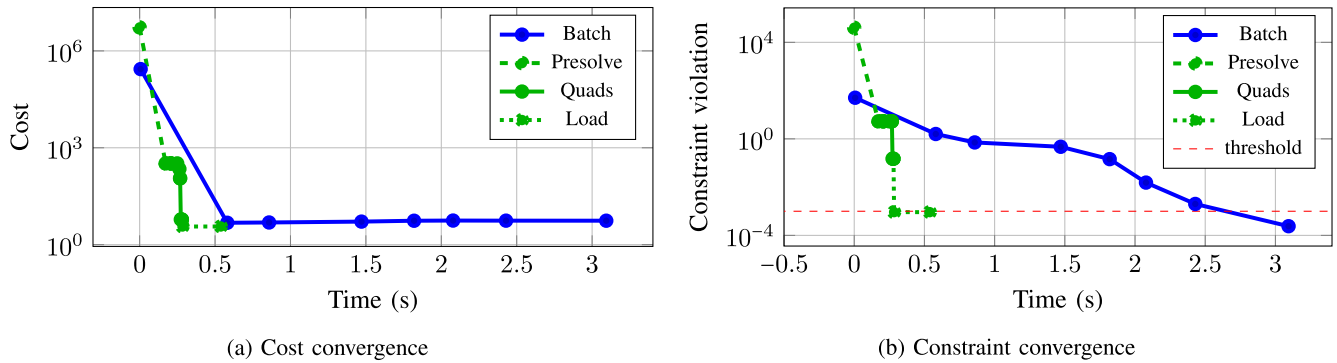 Cost
10^6
10^3
10^0
0 0.5 1 1.5 2 2.5 3
Time (s)
Batch
Presolve
Quads
Load
(a) Cost convergence
Constraint violation
10^4
10^0
10^−4
−0.5 0 0.5 1 1.5 2 2.5 3
Time (s)
Batch
Presolve
Quads
Load
threshold
(b) Constraint convergence